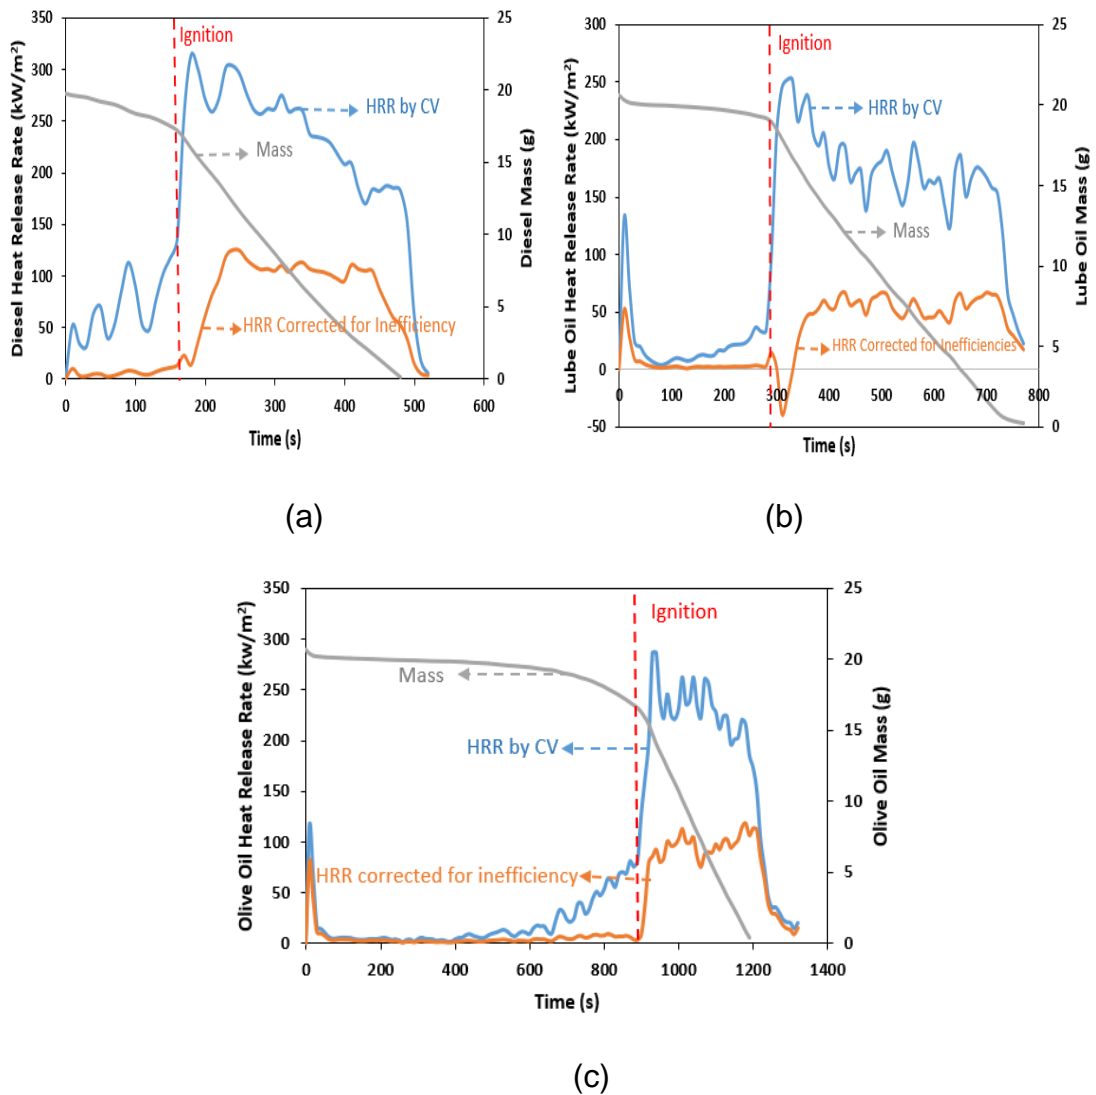 Diesel Heat Release Rate (kW/m²)
350
300
250
200
150
100
50
0
Ignition
HRR by CV
Mass
HRR Corrected for Inefficiency
25
20
15
10
5
0
Diesel Mass (g)
0 100 200 300 400 500 600
Time (s)
(a)
Lube Oil Heat Release Rate (kW/m²)
300
250
200
150
100
50
0
-50
Ignition
HRR by CV
Mass
HRR Corrected for Inefficiencies
25
20
15
10
5
0
Lube Oil Mass (g)
0 100 200 300 400 500 600 700 800
Time (s)
(b)
Olive Oil Heat Release Rate (kw/m²)
350
300
250
200
150
100
50
0
Ignition
Mass
HRR by CV
HRR corrected for inefficiency
25
20
15
10
5
0
Olive Oil Mass (g)
0 200 400 600 800 1000 1200 1400
Time (s)
(c)